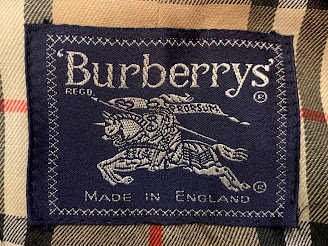 'Burberrys'
REGD ®
PRORSUM
®
MADE IN ENGLAND